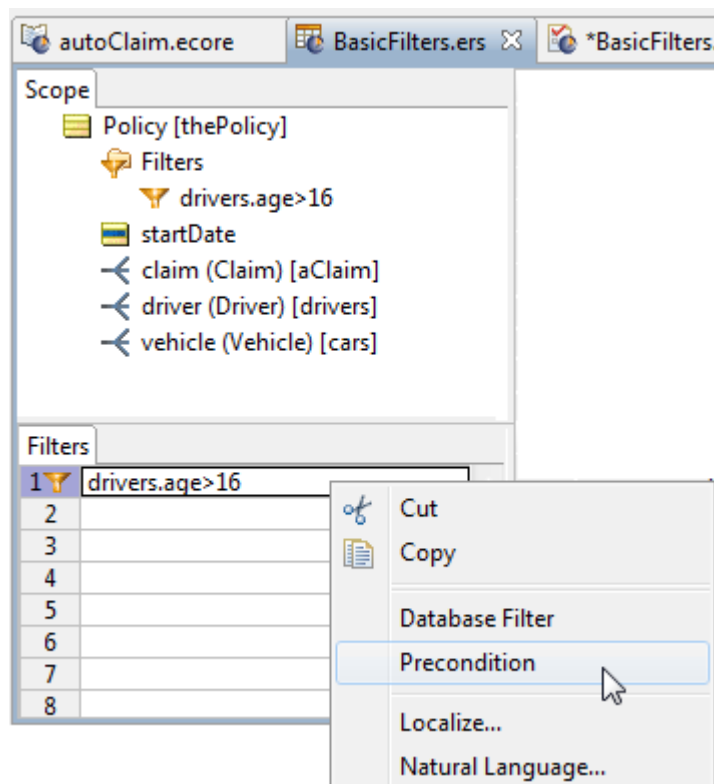 autoClaim.ecore BasicFilters.ers *BasicFilters.
Scope
Policy [thePolicy]
Filters
drivers.age>16
startDate
claim (Claim) [aClaim]
driver (Driver) [drivers]
vehicle (Vehicle) [cars]
Filters
1 drivers.age>16
2
3
4
5
6
7
8
Cut
Copy
Database Filter
Precondition
Localize...
Natural Language...